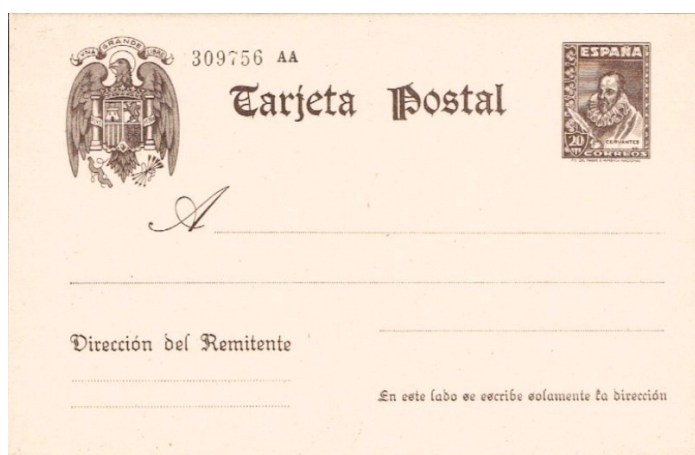 UNA GRANDE LIBRE
309756 AA
ESPAÑA
Tarjeta Postal
CERVANTES
20
CORREOS
A
Dirección del Remitente
En este lado se escribe solamente la dirección